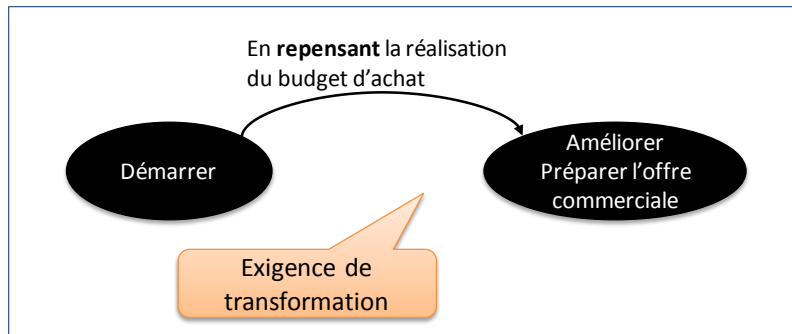 En repensant la réalisation
du budget d’achat
Démarrer
Améliorer
Préparer l’offre
commerciale
Exigence de
transformation